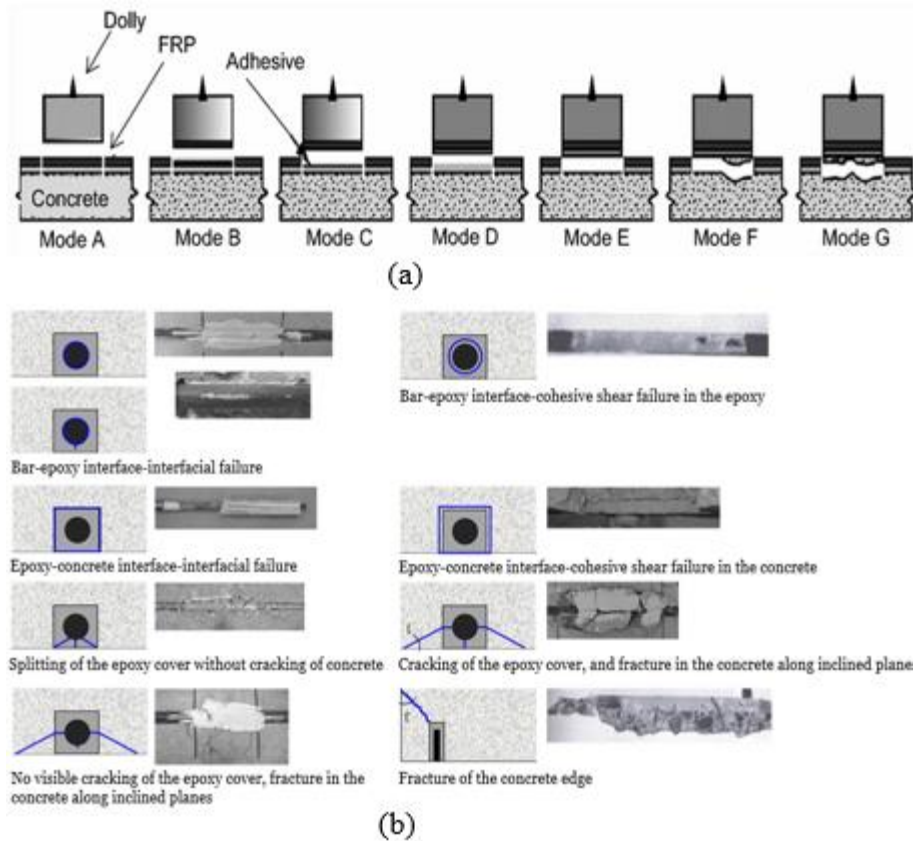 Dolly
FRP
Adhesive
Concrete
Mode A
Mode B
Mode C
Mode D
Mode E
Mode F
Mode G
(a)
Bar-epoxy interface-cohesive shear failure in the epoxy
Bar-epoxy interface-interfacial failure
Epoxy-concrete interface-interfacial failure
Epoxy-concrete interface-cohesive shear failure in the concrete
Splitting of the epoxy cover without cracking of concrete
Cracking of the epoxy cover, and fracture in the concrete along inclined planes
No visible cracking of the epoxy cover, fracture in the
concrete along inclined planes
Fracture of the concrete edge
(b)